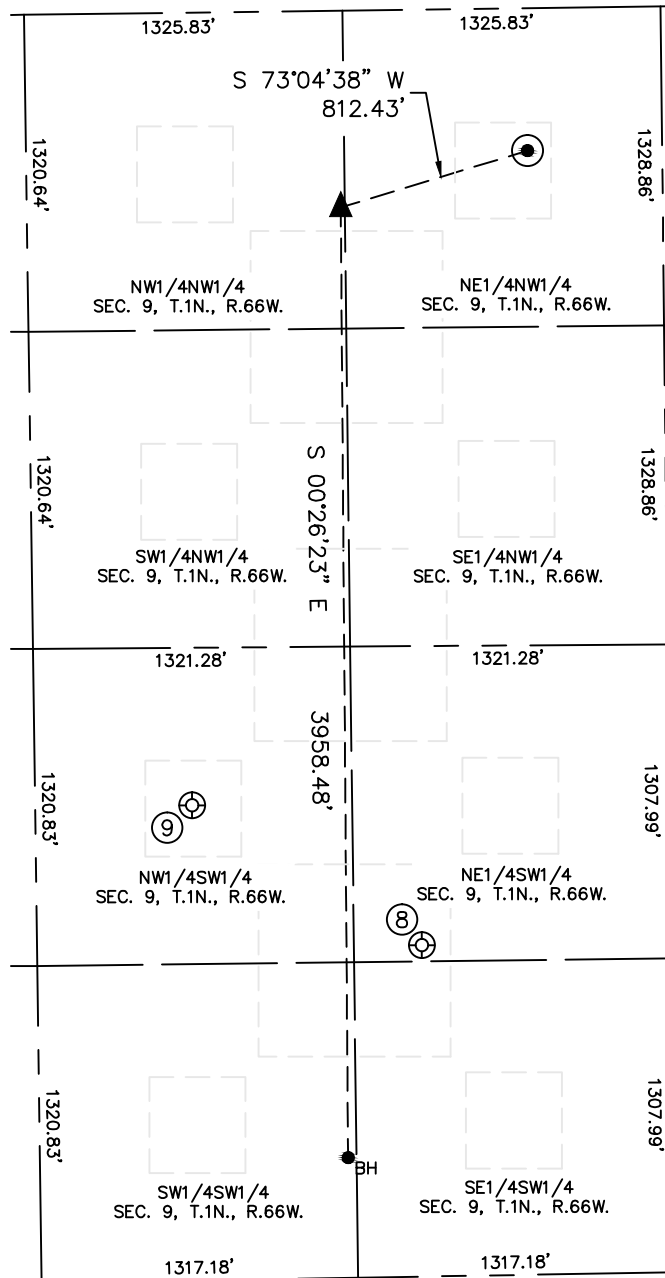 1325.83'
1325.83'
S 73°04'38" W
812.43'
1320.64'
1328.86'
NW1/4NW1/4
SEC. 9, T.1N., R.66W.
NE1/4NW1/4
SEC. 9, T.1N., R.66W.
1320.64'
S 00°26'23" E
3958.48'
1328.86'
SW1/4NW1/4
SEC. 9, T.1N., R.66W.
SE1/4NW1/4
SEC. 9, T.1N., R.66W.
1321.28'
1321.28'
1320.83'
1307.99'
9
NW1/4SW1/4
SEC. 9, T.1N., R.66W.
NE1/4SW1/4
SEC. 9, T.1N., R.66W.
8
1320.83'
1307.99'
BH
SW1/4SW1/4
SEC. 9, T.1N., R.66W.
SE1/4SW1/4
SEC. 9, T.1N., R.66W.
1317.18'
1317.18'